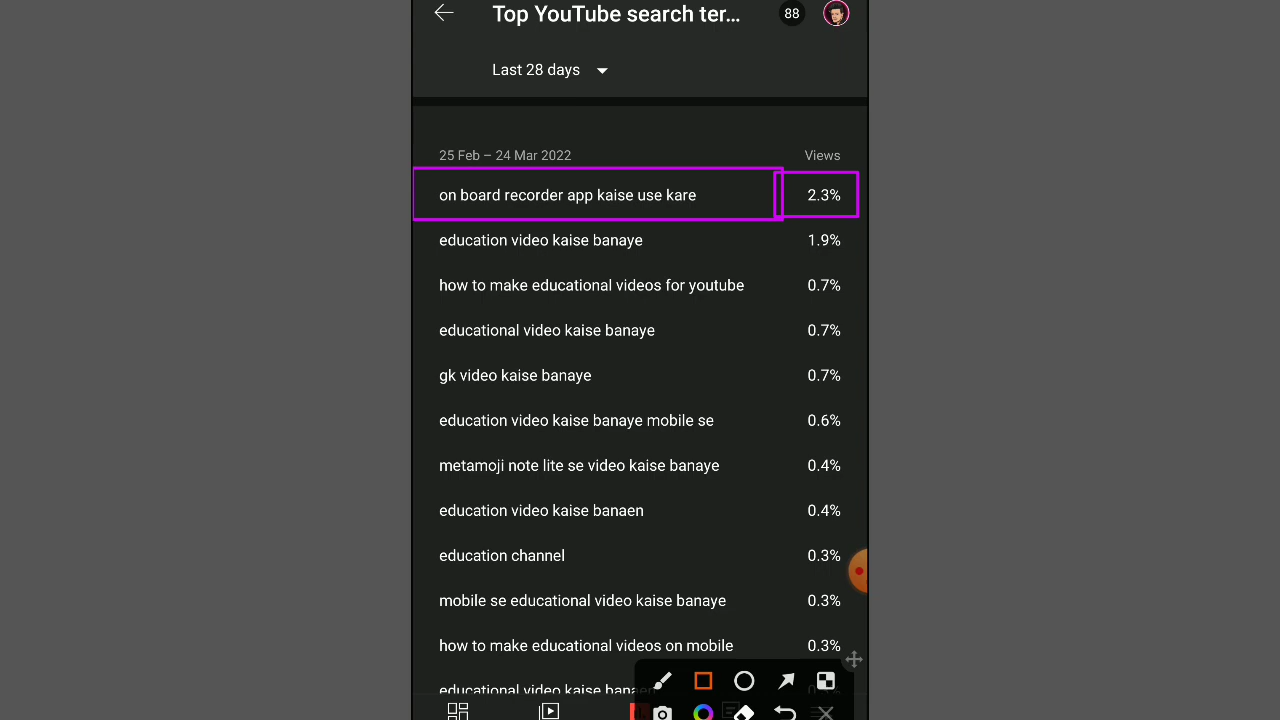 Top YouTube search ter...
88
Last 28 days
25 Feb – 24 Mar 2022 Views
on board recorder app kaise use kare 2.3%
education video kaise banaye 1.9%
how to make educational videos for youtube 0.7%
educational video kaise banaye 0.7%
gk video kaise banaye 0.7%
education video kaise banaye mobile se 0.6%
metamoji note lite se video kaise banaye 0.4%
education video kaise banaen 0.4%
education channel 0.3%
mobile se educational video kaise banaye 0.3%
how to make educational videos on mobile 0.3%
educational video kaise banaen